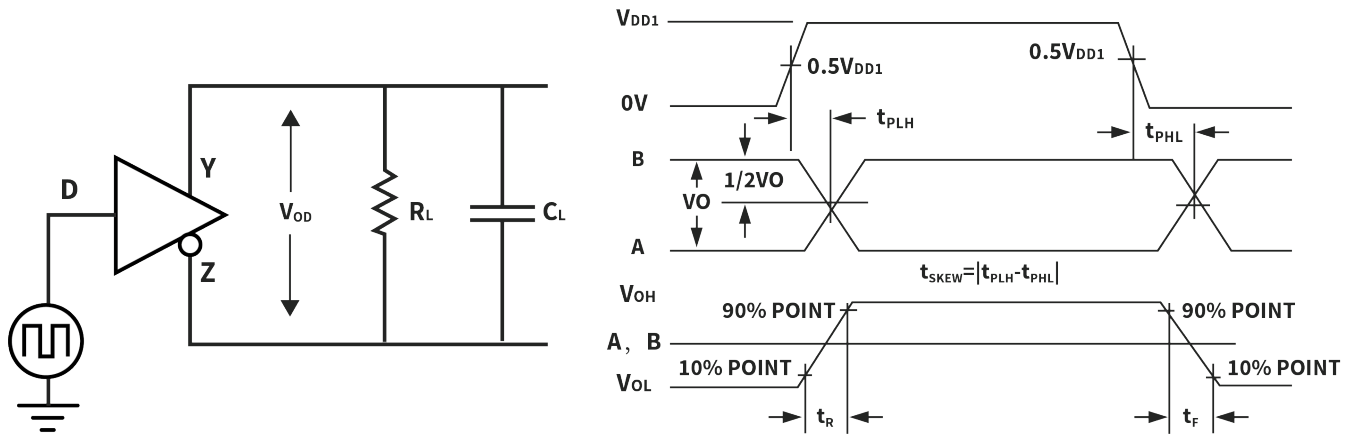 D
Y
Z
VOD
RL
CL
VDD1
0.5VDD1
0.5VDD1
0V
tPLH
tPHL
B
1/2VO
VO
A
tSKEW=|tPLH-tPHL|
VOH
90% POINT
90% POINT
A, B
10% POINT
10% POINT
VOL
tR
tF